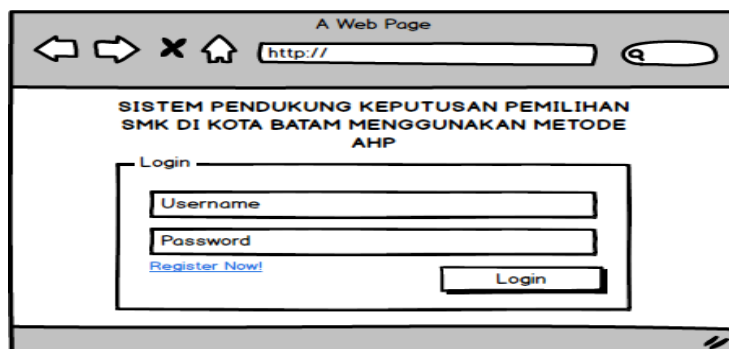 A Web Page
http://
SISTEM PENDUKUNG KEPUTUSAN PEMILIHAN
SMK DI KOTA BATAM MENGGUNAKAN METODE
AHP
Login
Username
Password
Register Now!
Login